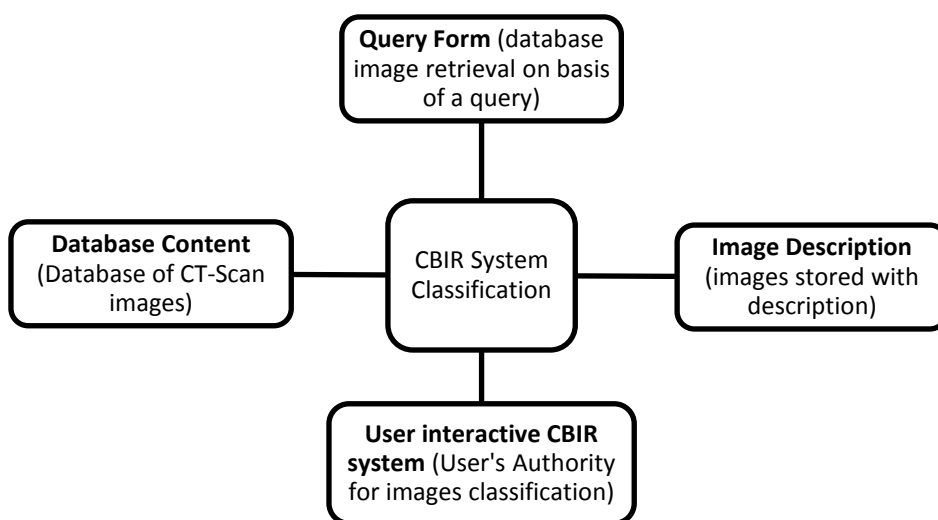 Query Form (database
image retrieval on basis
of a query)
Database Content
(Database of CT-Scan
images)
CBIR System
Classification
Image Description
(images stored with
description)
User interactive CBIR
system (User's Authority
for images classification)